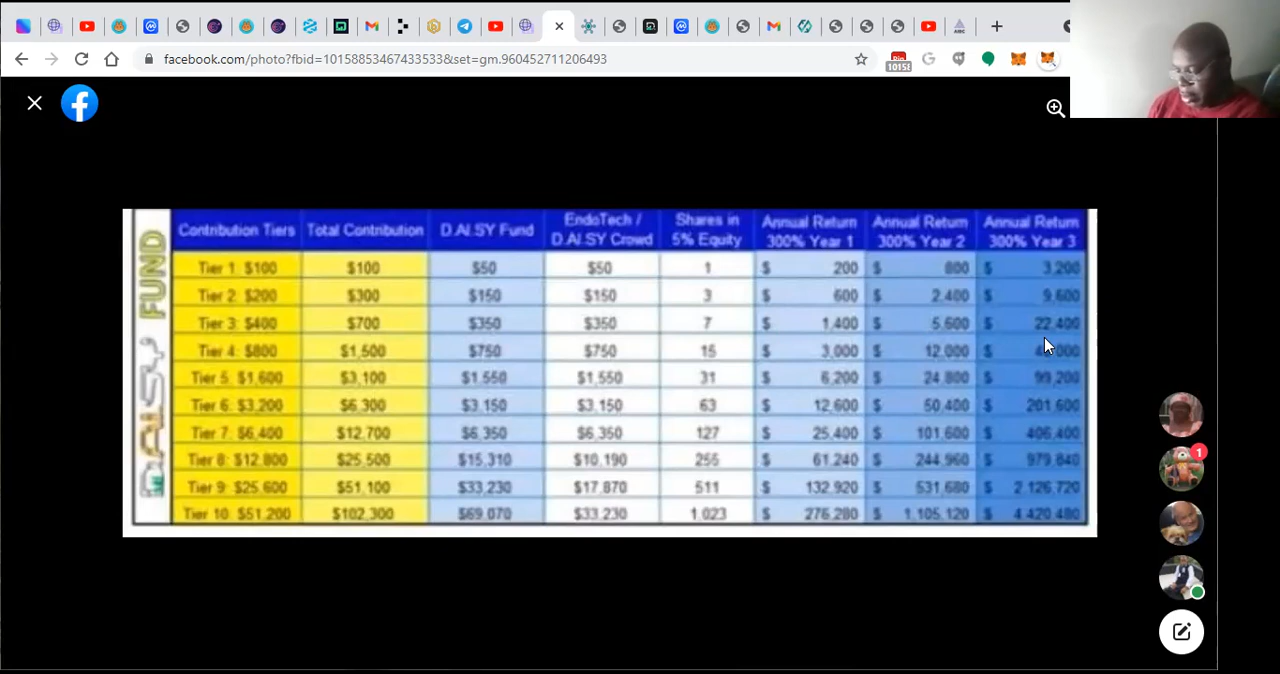 facebook.com/photo?fbid=10158353467433533&set=gm.960452711206493
10158
D.AI.SY FUND
Contribution Tiers Total Contribution D.AI.SY Fund EndoTech / D.AI.SY Crowd Shares in 5% Equity Annual Return 300% Year 1 Annual Return 300% Year 2 Annual Return 300% Year 3
Tier 1: $100 $100 $50 $50 1 $ 200 $ 800 $ 3,200
Tier 2: $200 $300 $150 $150 3 $ 600 $ 2,400 $ 9,600
Tier 3: $400 $700 $350 $350 7 $ 1,400 $ 5,600 $ 22,400
Tier 4: $800 $1,500 $750 $750 15 $ 3,000 $ 12,000 $
Tier 5: $1,600 $3,100 $1,550 $1,550 31 $ 6,200 $ 24,800 $ 99,200
Tier 6: $3,200 $6,300 $3,150 $3,150 63 $ 12,600 $ 50,400 $ 201,600
Tier 7: $6,400 $12,700 $6,350 $6,350 127 $ 25,400 $ 101,600 $ 406,400
Tier 8: $12,800 $25,500 $15,310 $10,190 255 $ 61,240 $ 244,960 $ 979,840
Tier 9: $25,600 $51,100 $33,230 $17,870 511 $ 132,920 $ 531,680 $ 2,126,720
Tier 10: $51,200 $102,300 $69,070 $33,230 1,023 $ 276,280 $ 1,105,120 $ 4,420,480
1